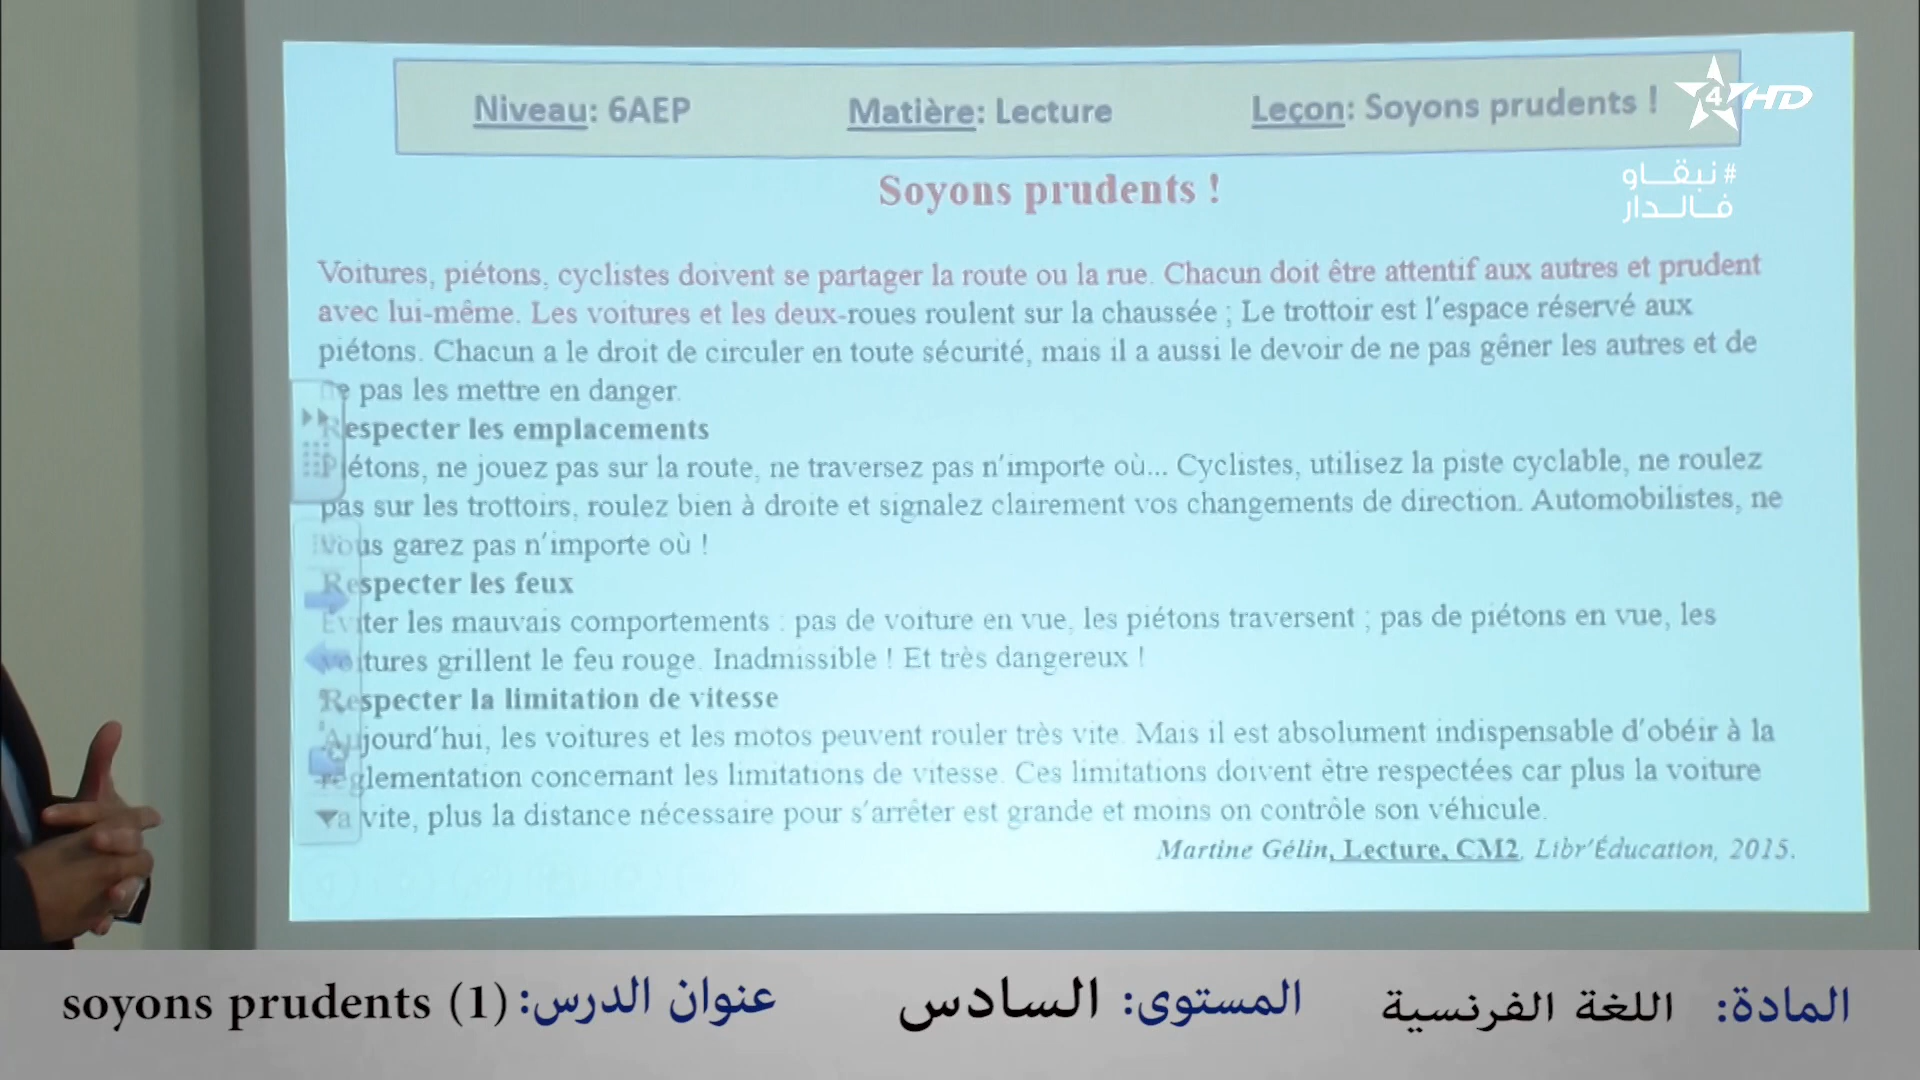 Niveau: 6AEP Matière: Lecture Leçon: Soyons prudents !
4 HD
#نبقاو
فالدار
Soyons prudents !
Voitures, piétons, cyclistes doivent se partager la route ou la rue. Chacun doit être attentif aux autres et prudent
avec lui-même. Les voitures et les deux-roues roulent sur la chaussée ; Le trottoir est l'espace réservé aux
piétons. Chacun a le droit de circuler en toute sécurité, mais il a aussi le devoir de ne pas gêner les autres et de
ne pas les mettre en danger.
Respecter les emplacements
Piétons, ne jouez pas sur la route, ne traversez pas n'importe où... Cyclistes, utilisez la piste cyclable, ne roulez
pas sur les trottoirs, roulez bien à droite et signalez clairement vos changements de direction. Automobilistes, ne
Vous garez pas n'importe où !
Respecter les feux
Eviter les mauvais comportements : pas de voiture en vue, les piétons traversent ; pas de piétons en vue, les
voitures grillent le feu rouge. Inadmissible ! Et très dangereux !
Respecter la limitation de vitesse
Aujourd'hui, les voitures et les motos peuvent rouler très vite. Mais il est absolument indispensable d'obéir à la
réglementation concernant les limitations de vitesse. Ces limitations doivent être respectées car plus la voiture
va vite, plus la distance nécessaire pour s'arrêter est grande et moins on contrôle son véhicule.
Martine Gélin, Lecture, CM2, Libr'Éducation, 2015.
المادة: اللغة الفرنسية المستوى: السادس عنوان الدرس: soyons prudents (1)